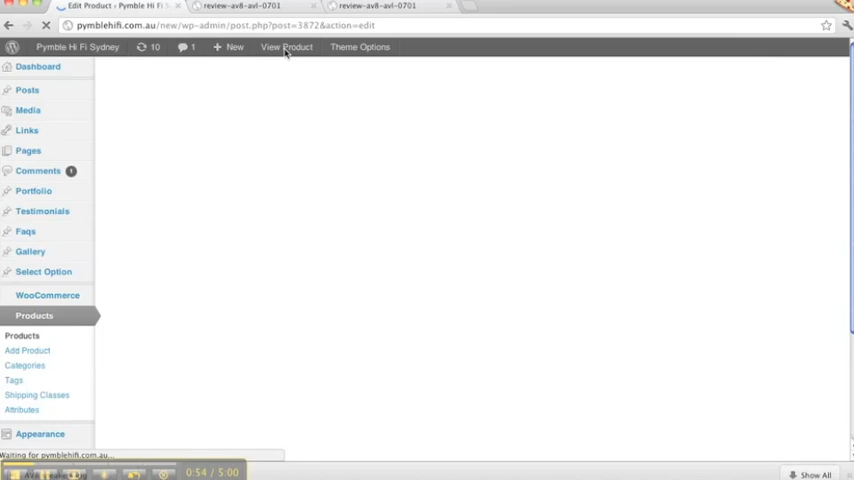 Edit Product ‹ Pymble Hi Fi S
review-av8-avl-0701
review-av8-avl-0701
pymblehifi.com.au/new/wp-admin/post.php?post=3872&action=edit
Pymble Hi Fi Sydney
10
1
+ New
View Product
Theme Options
Dashboard
Posts
Media
Links
Pages
Comments 1
Portfolio
Testimonials
Faqs
Gallery
Select Option
WooCommerce
Products
Products
Add Product
Categories
Tags
Shipping Classes
Attributes
Appearance
Waiting for pymblehifi.com.au...
0:54 / 5:00
Show All